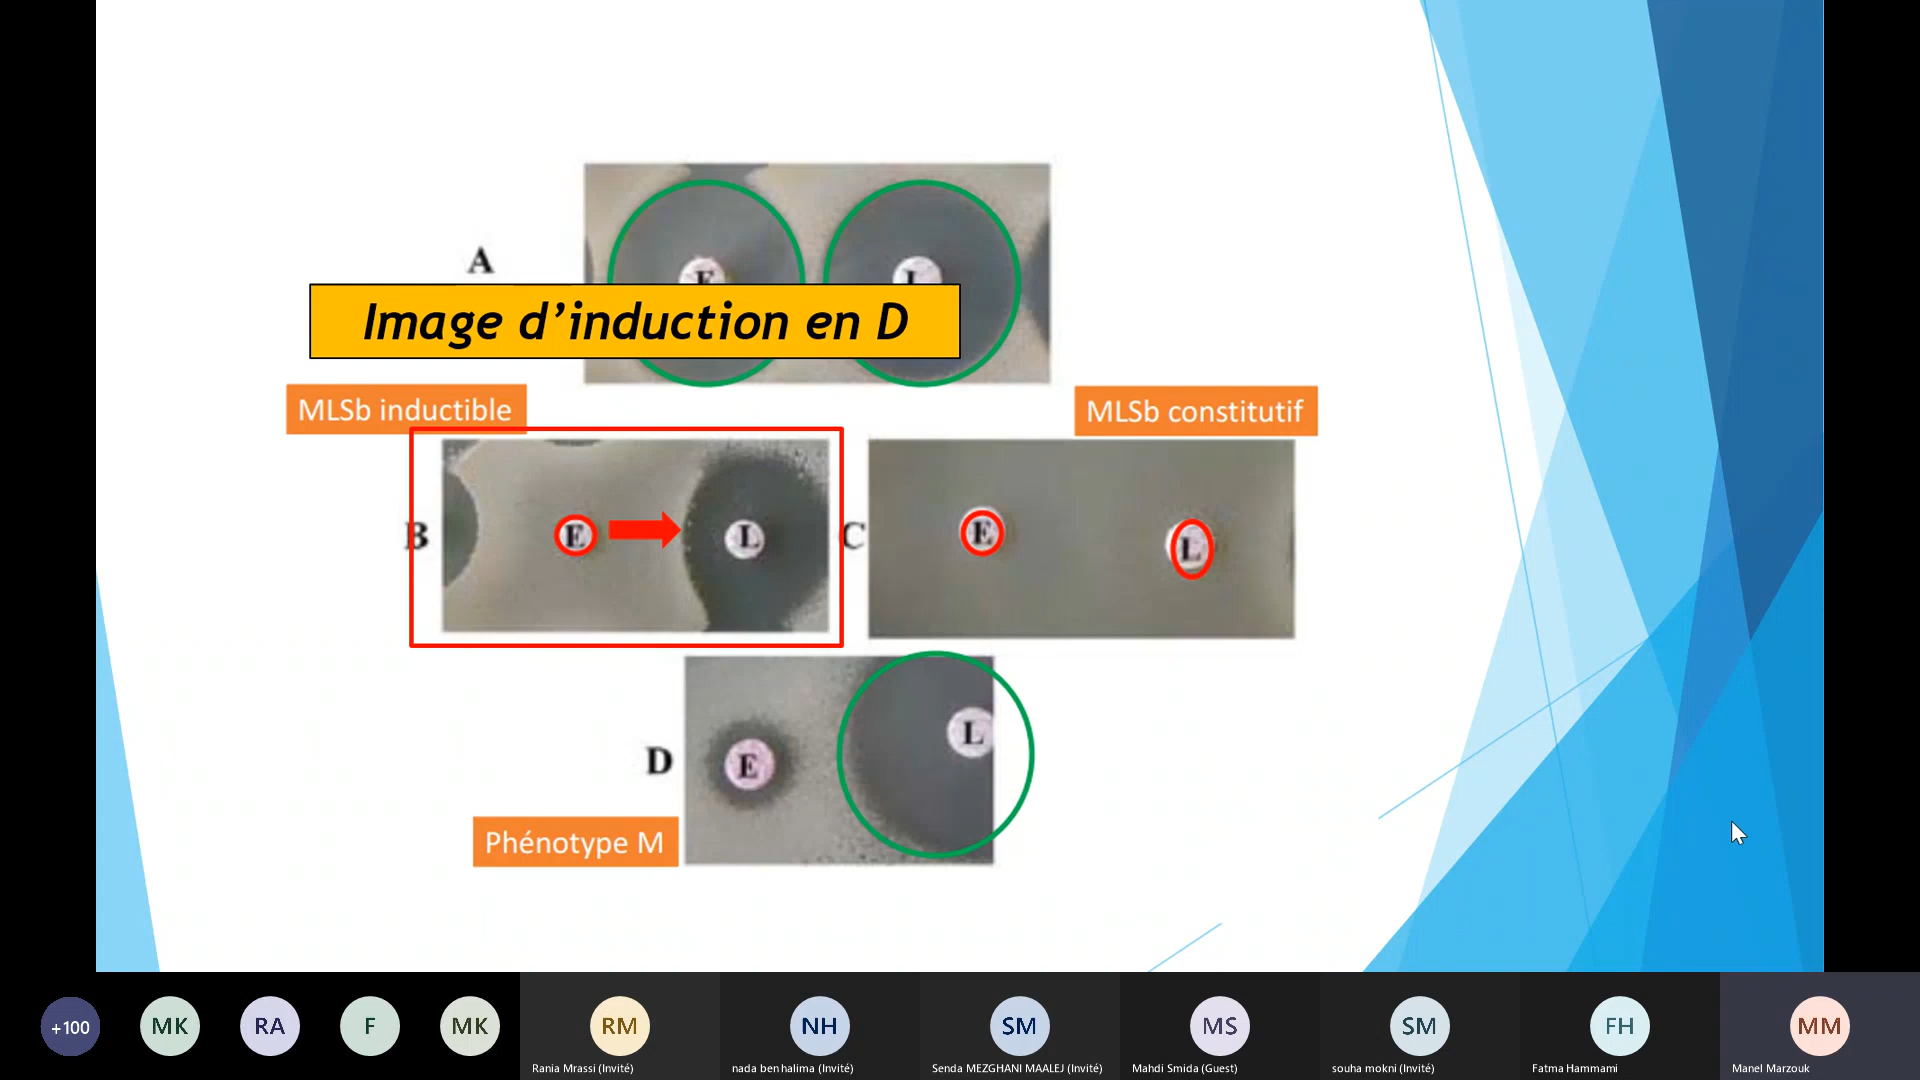 A
E L
Image d’induction en D
MLSb inductible
MLSb constitutif
B
E
L
C
E
L
D
E
L
Phénotype M
+100
MK
RA
F
MK
RM
NH
SM
MS
SM
FH
MM
Rania Mrassi (Invité)
nada ben halima (Invité)
Senda MEZGHANI MAALEJ (Invité)
Mahdi Smida (Guest)
souha mokni (Invité)
Fatma Hammami
Manel Marzouk